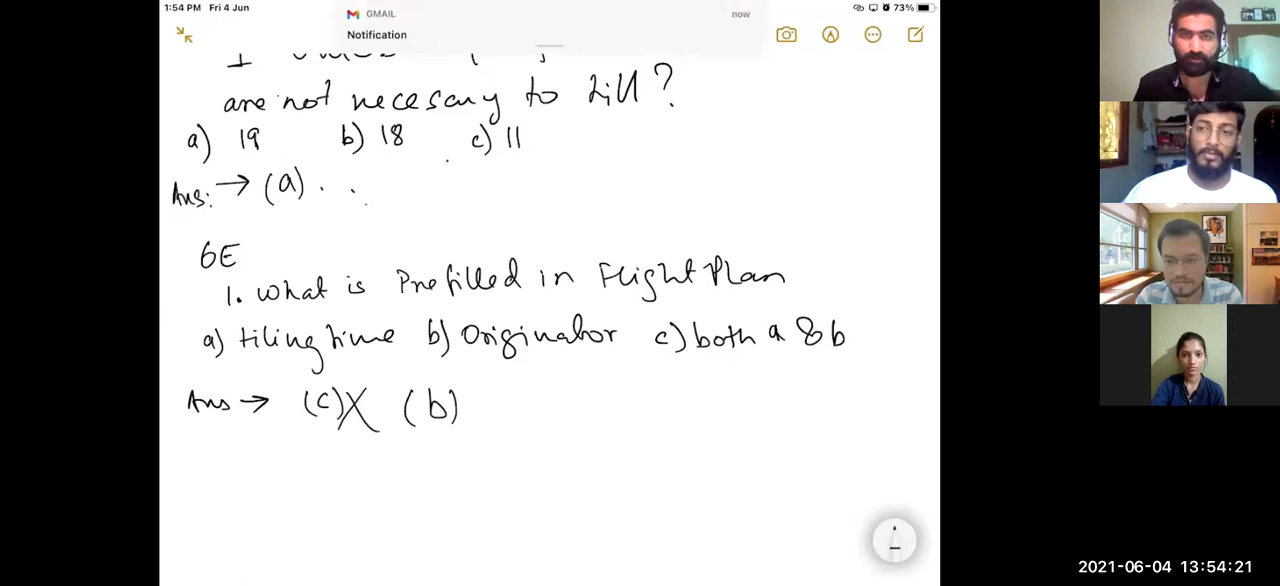 1:54 PM Fri 4 Jun
GMAIL
now
73%
Notification
are not necesary to fill?
a) 19 b) 18 c) 11
Ans: → (a) . .
6E
1. What is Prefilled in Flight Plan
a) filing time b) Originator c) both a & b
Ans → (c)X (b)
2021-06-04 13:54:21